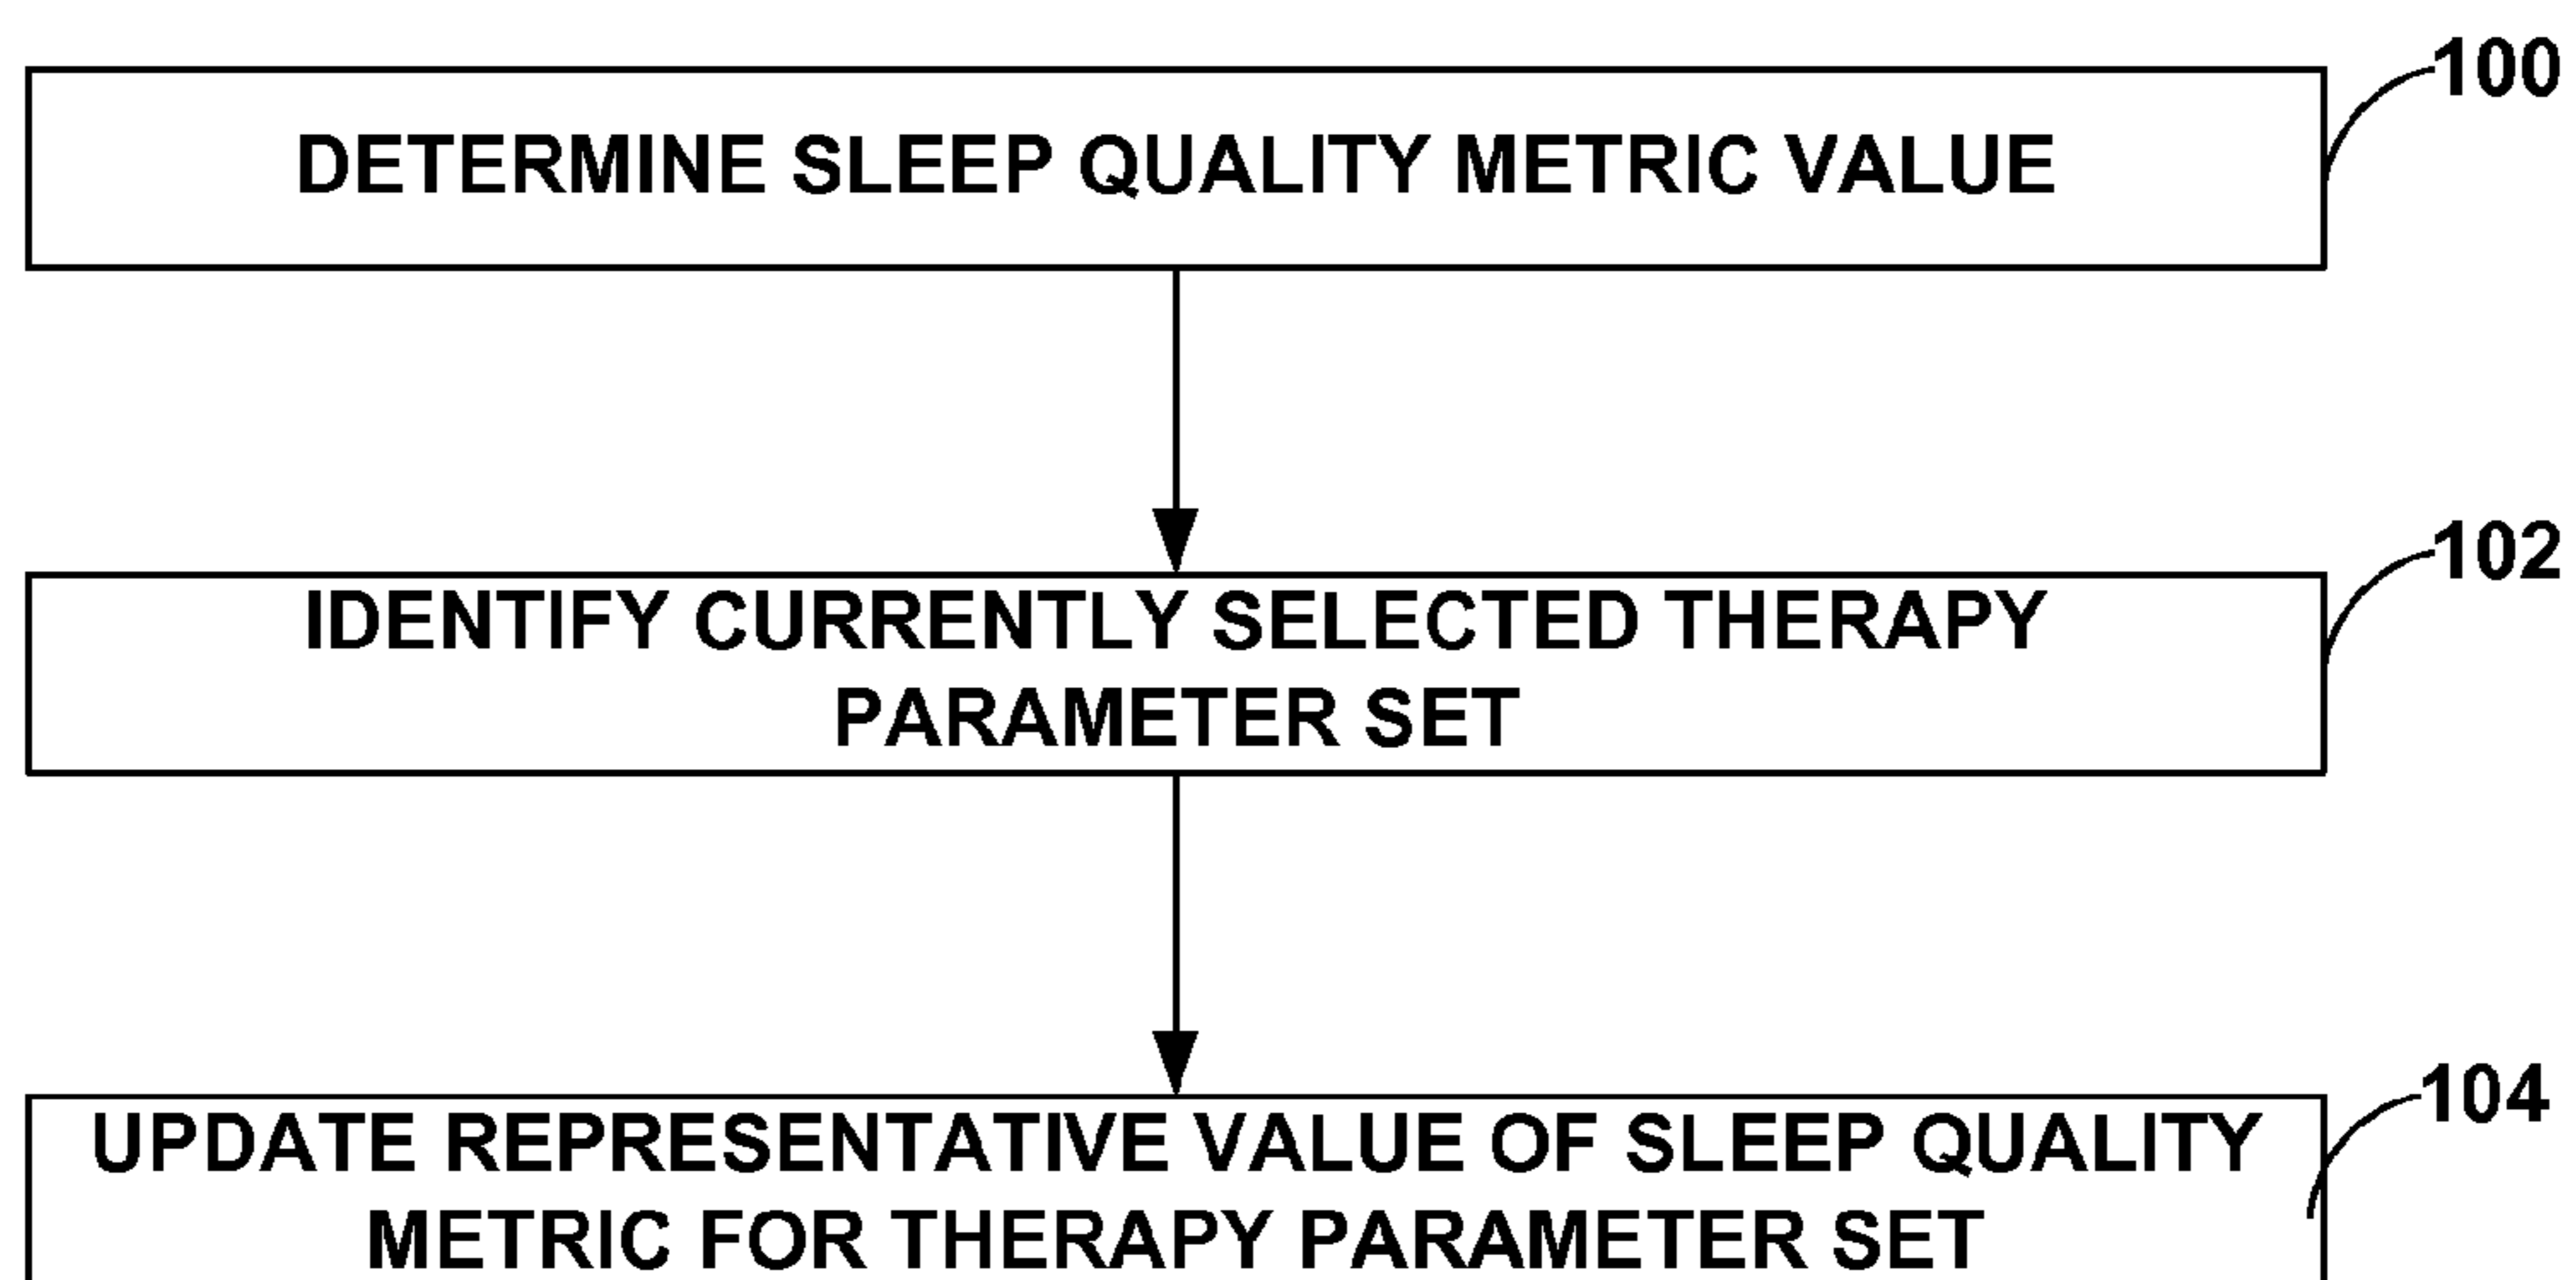 100
DETERMINE SLEEP QUALITY METRIC VALUE
102
IDENTIFY CURRENTLY SELECTED THERAPY
PARAMETER SET
104
UPDATE REPRESENTATIVE VALUE OF SLEEP QUALITY
METRIC FOR THERAPY PARAMETER SET